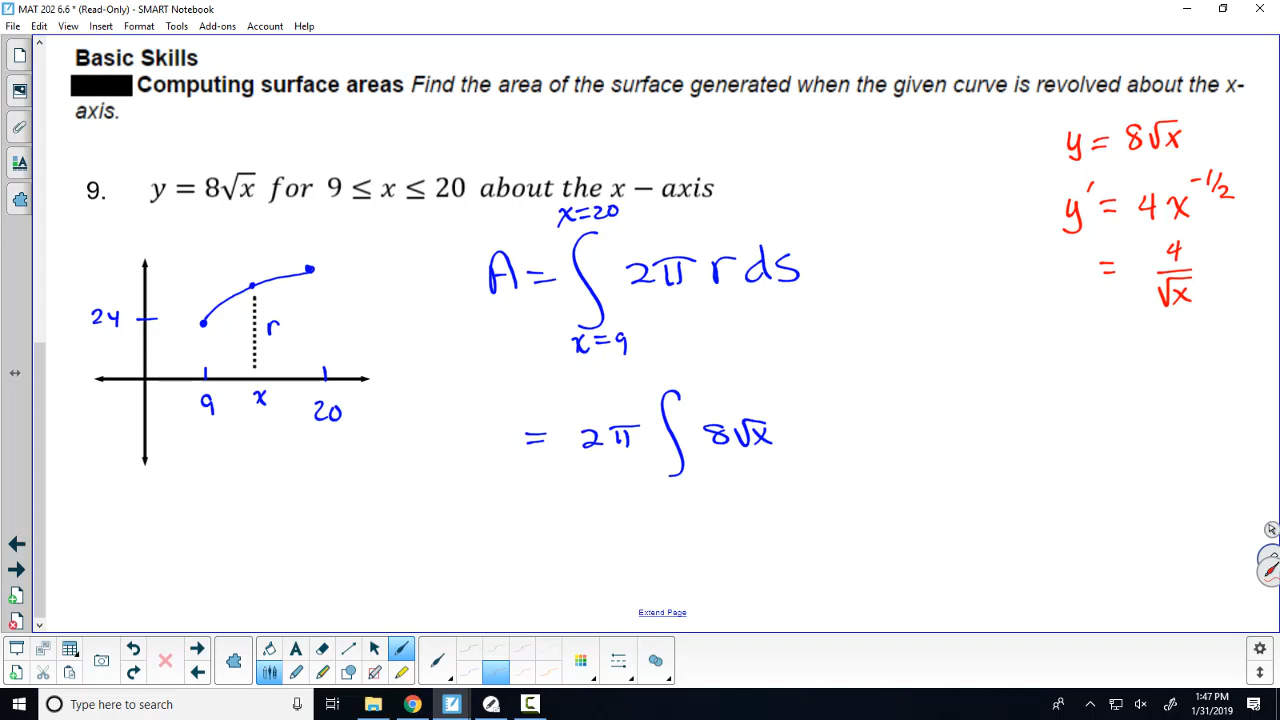 MAT 202 6.6 * (Read-Only) - SMART Notebook
File Edit View Insert Format Tools Add-ons Account Help
Basic Skills
Computing surface areas Find the area of the surface generated when the given curve is revolved about the x-
axis.
9. y = 8√x for 9 ≤ x ≤ 20 about the x − axis
y = 8√x
y' = 4x^(-1/2)
= 4/√x
x=20
A = ∫ 2π r ds
x=9
24
r
9 x 20
= 2π ∫ 8√x
Extend Page
A
Type here to search
1:47 PM
1/31/2019